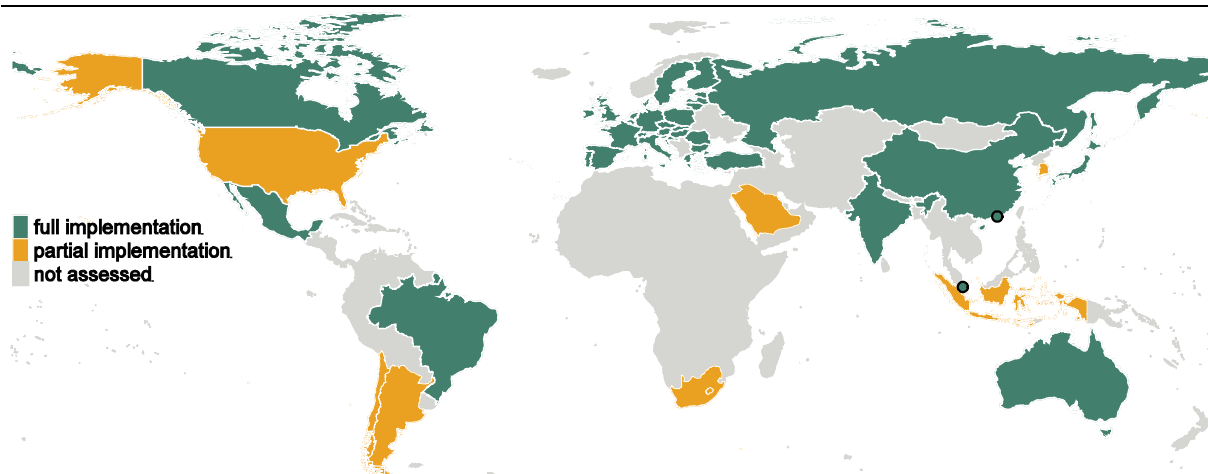 full implementation.
partial implementation.
not assessed.